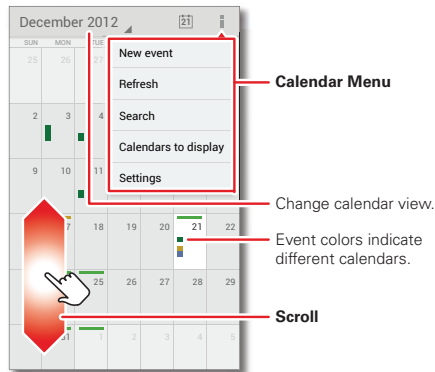 December 2012
21
SUN MON TUE
25 26 27
New event
Refresh
Search
Calendars to display
Settings
Calendar Menu
2 3 4
9 10 11
Change calendar view.
7 18 19 20 21 22
Event colors indicate
different calendars.
25 26 27 28 29
Scroll
31 1 2 3 4 5